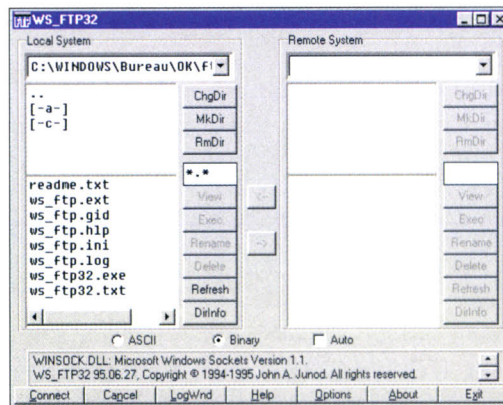 WS_FTP32
Local System
C:\WINDOWS\Bureau\OK\f
ChgDir
MkDir
RmDir
..
[-a-]
[-c-]
*.*
View
Exec
Rename
Delete
Refresh
DirInfo
readme.txt
ws_ftp.ext
ws_ftp.gid
ws_ftp.hlp
ws_ftp.ini
ws_ftp.log
ws_ftp32.exe
ws_ftp32.txt
<--
-->
Remote System
ChgDir
MkDir
RmDir
View
Exec
Rename
Delete
Refresh
DirInfo
ASCII Binary Auto
WINSOCK.DLL: Microsoft Windows Sockets Version 1.1.
WS_FTP32 95.06.27, Copyright © 1994-1995 John A. Junod. All rights reserved.
Connect Cancel LogWnd Help Options About Exit